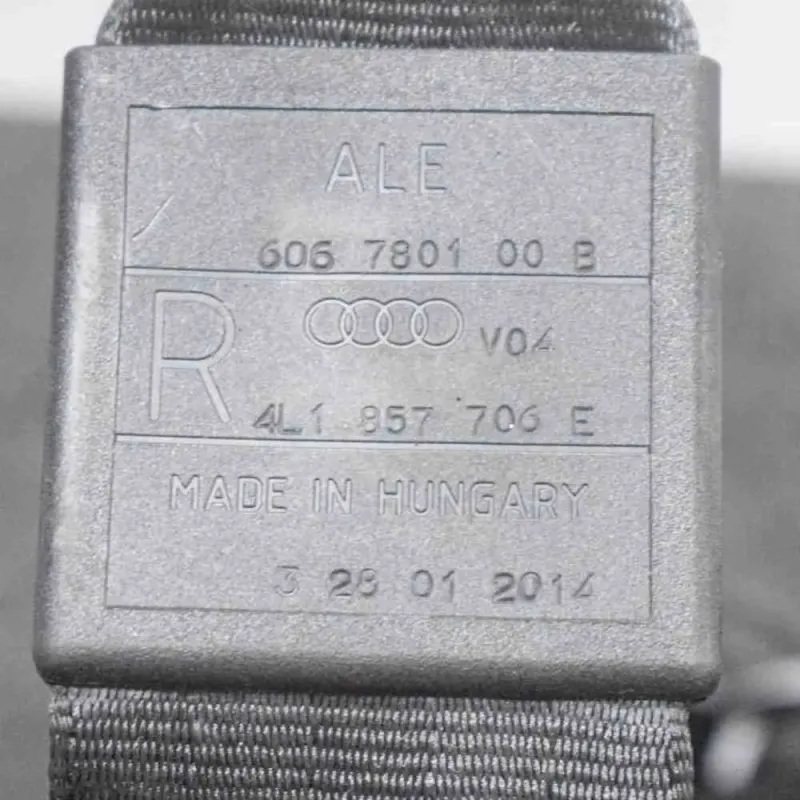 ALE
606 7801 00 B
R
V04
4L1 857 706 E
MADE IN HUNGARY
3 28 01 2014